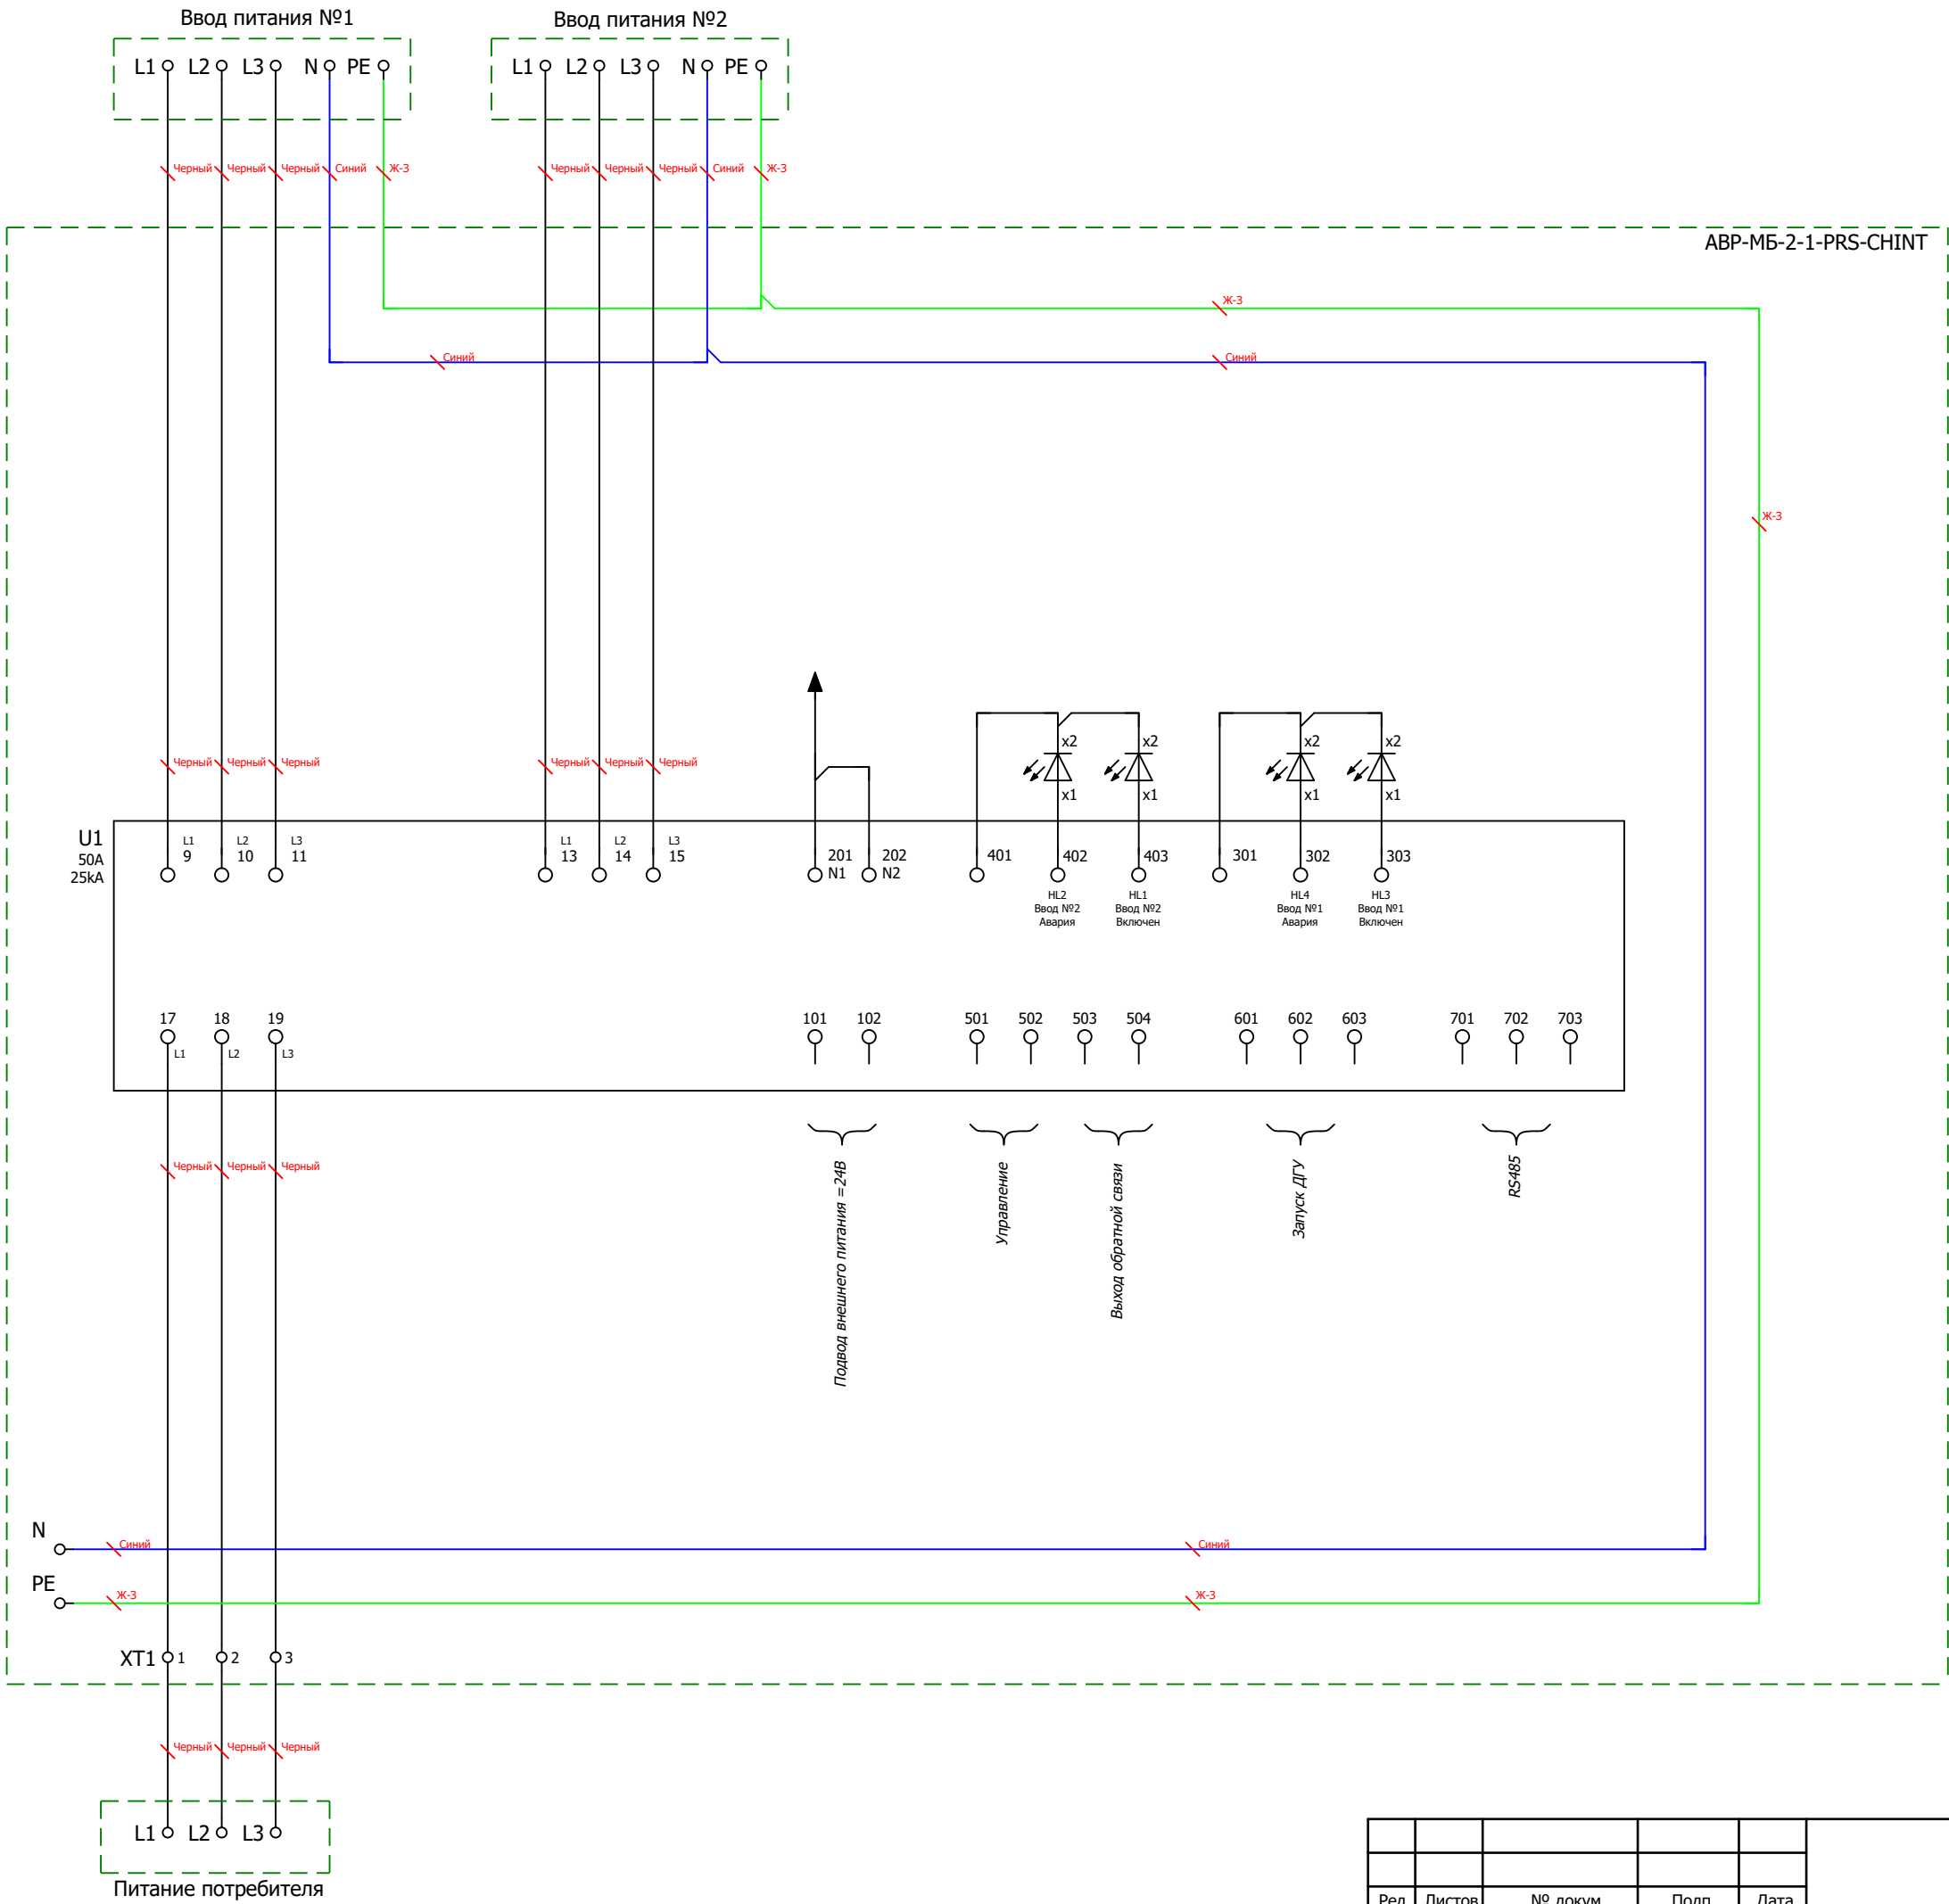 Ввод питания №1
Ввод питания №2
L1 L2 L3 N PE
L1 L2 L3 N PE
Черный Черный Черный Синий Ж-З
Черный Черный Черный Синий Ж-З
АВР-МБ-2-1-PRS-CHINT
Ж-З
Синий
Синий
Ж-З
x2 x2 x2 x2
Черный Черный Черный
Черный Черный Черный
x1 x1 x1 x1
U1
50A
25kA
L1 L2 L3
9 10 11
L1 L2 L3
13 14 15
201 202
N1 N2
401 402 403
301 302 303
HL2
Ввод №2
Авария
HL1
Ввод №2
Включен
HL4
Ввод №1
Авария
HL3
Ввод №1
Включен
17 18 19
L1 L2 L3
101 102
501 502 503 504
601 602 603
701 702 703
Подвод внешнего питания =24В
Управление
Выход обратной связи
Запуск ДГУ
RS485
Черный Черный Черный
N
Синий
Синий
PE
Ж-З
Ж-З
XT1 1 2 3
Черный Черный Черный
L1 L2 L3
Питание потребителя
Ред Листов № докум. Подп. Дата